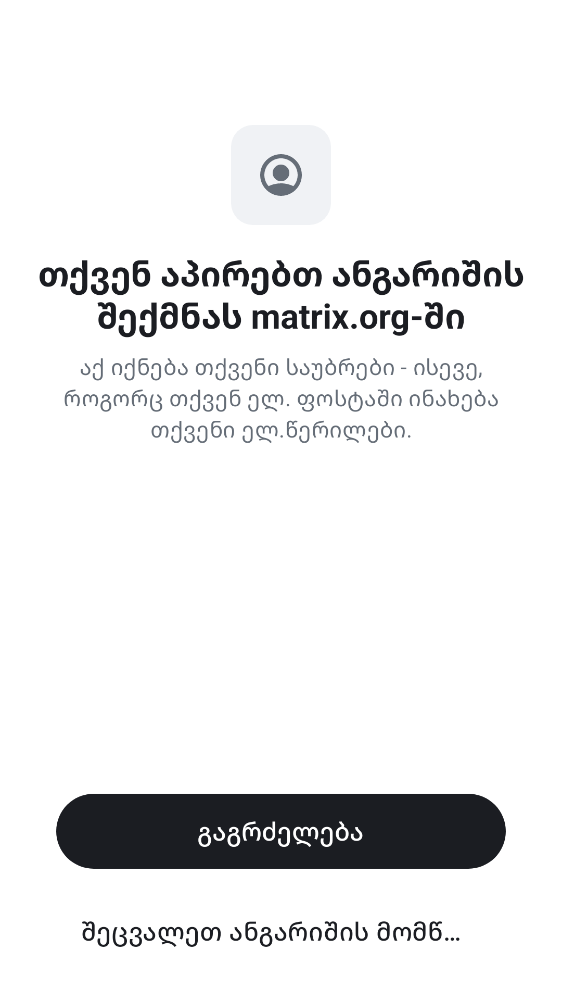 თქვენ აპირებთ ანგარიშის
შექმნას matrix.org-ში
აქ იქნება თქვენი საუბრები - ისევე,
როგორც თქვენ ელ. ფოსტაში ინახება
თქვენი ელ.წერილები.
გაგრძელება
შეცვალეთ ანგარიშის მომწ...